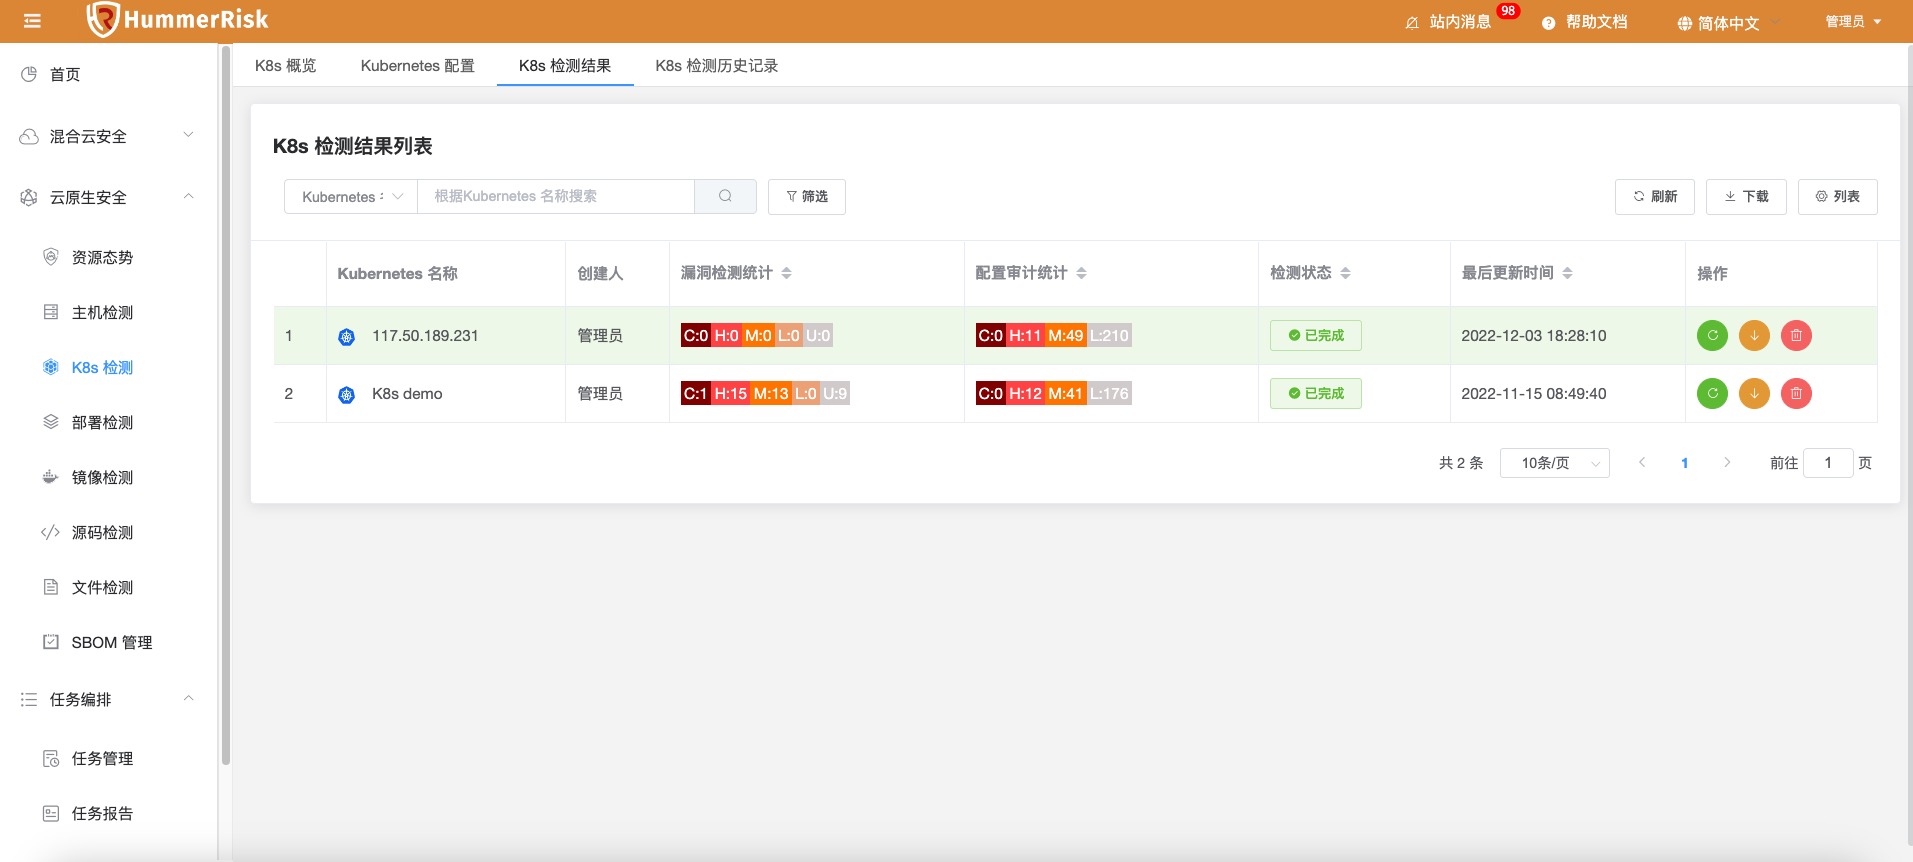 HummerRisk
站内消息 98
帮助文档
简体中文
管理员
首页
混合云安全
云原生安全
资源态势
主机检测
K8s 检测
部署检测
镜像检测
源码检测
文件检测
SBOM 管理
任务编排
任务管理
任务报告
K8s 概览 Kubernetes 配置 K8s 检测结果 K8s 检测历史记录
K8s 检测结果列表
Kubernetes 根据Kubernetes 名称搜索 筛选 刷新 下载 列表
Kubernetes 名称 创建人 漏洞检测统计 配置审计统计 检测状态 最后更新时间 操作
1 117.50.189.231 管理员 C:0 H:0 M:0 L:0 U:0 C:0 H:11 M:49 L:210 已完成 2022-12-03 18:28:10
2 K8s demo 管理员 C:1 H:15 M:13 L:0 U:9 C:0 H:12 M:41 L:176 已完成 2022-11-15 08:49:40
共 2 条 10条/页 1 前往 1 页